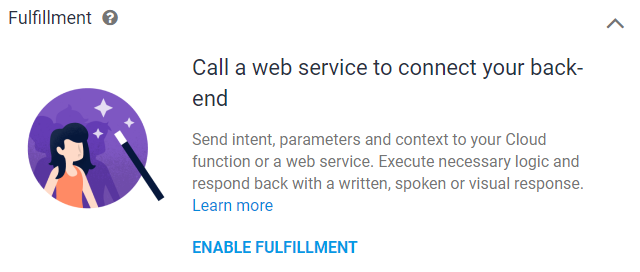 Fulfillment ?
Call a web service to connect your back-
end
Send intent, parameters and context to your Cloud
function or a web service. Execute necessary logic and
respond back with a written, spoken or visual response.
Learn more
ENABLE FULFILLMENT